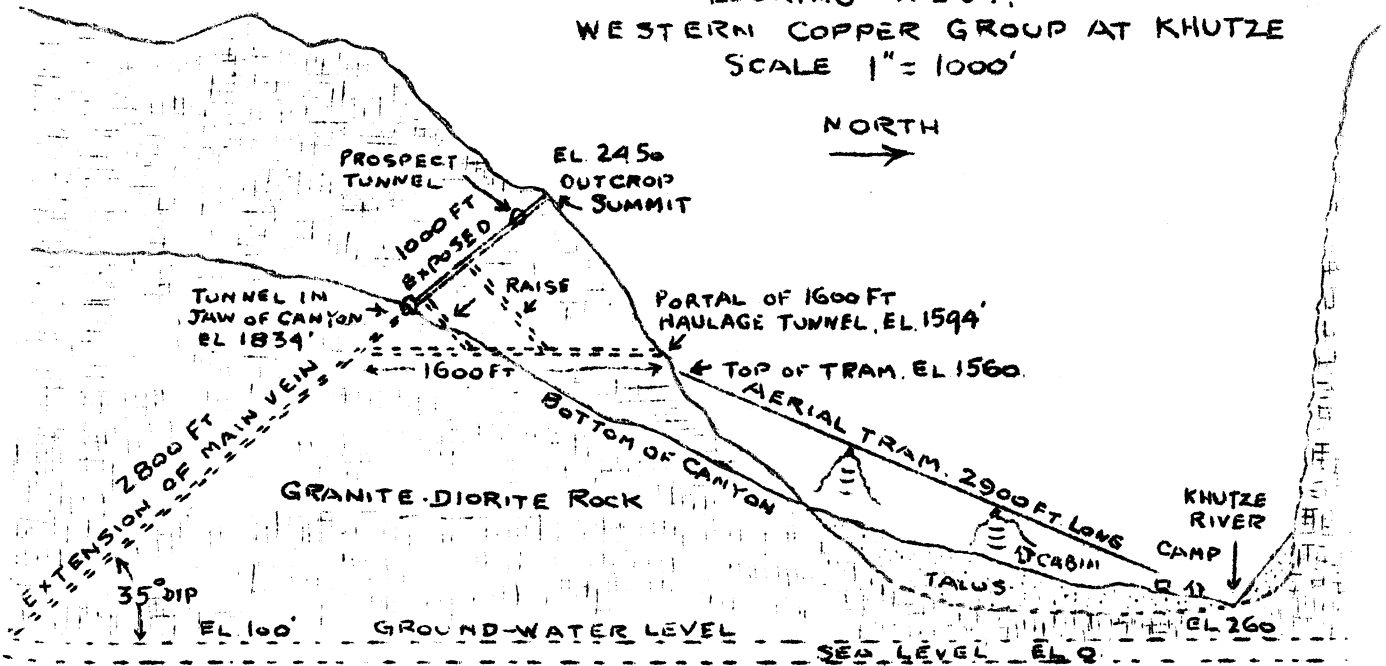 WESTERN COPPER GROUP AT KHUTZE
SCALE 1" = 1000'
NORTH
PROSPECT
TUNNEL
EL. 2450
OUTCROP
SUMMIT
1000 FT
EXPOSED
RAISE
TUNNEL IN
JAW OF CANYON
EL 1834'
PORTAL OF 1600 FT
HAULAGE TUNNEL, EL. 1594'
1600 FT
TOP OF TRAM. EL 1560.
AERIAL TRAM. 2900 FT LONG
BOTTOM OF CANYON
2800 FT
EXTENSION OF MAIN VEIN
GRANITE-DIORITE ROCK
KHUTZE
RIVER
CAMP
CABIN
TALUS
35° DIP
EL 260
EL 100' GROUND-WATER LEVEL
SEA LEVEL EL 0